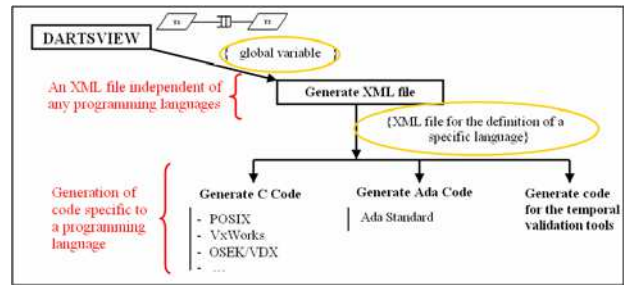 DARTSVIEW
{ global variable }
An XML file independent of
any programming languages
Generate XML file
{XML file for the definition of a
specific language}
Generation of
code specific to
a programming
language
Generate C Code
- POSIX
- VxWorks
- OSEK/VDX
- ...
Generate Ada Code
Ada Standard
Generate code
for the temporal
validation tools